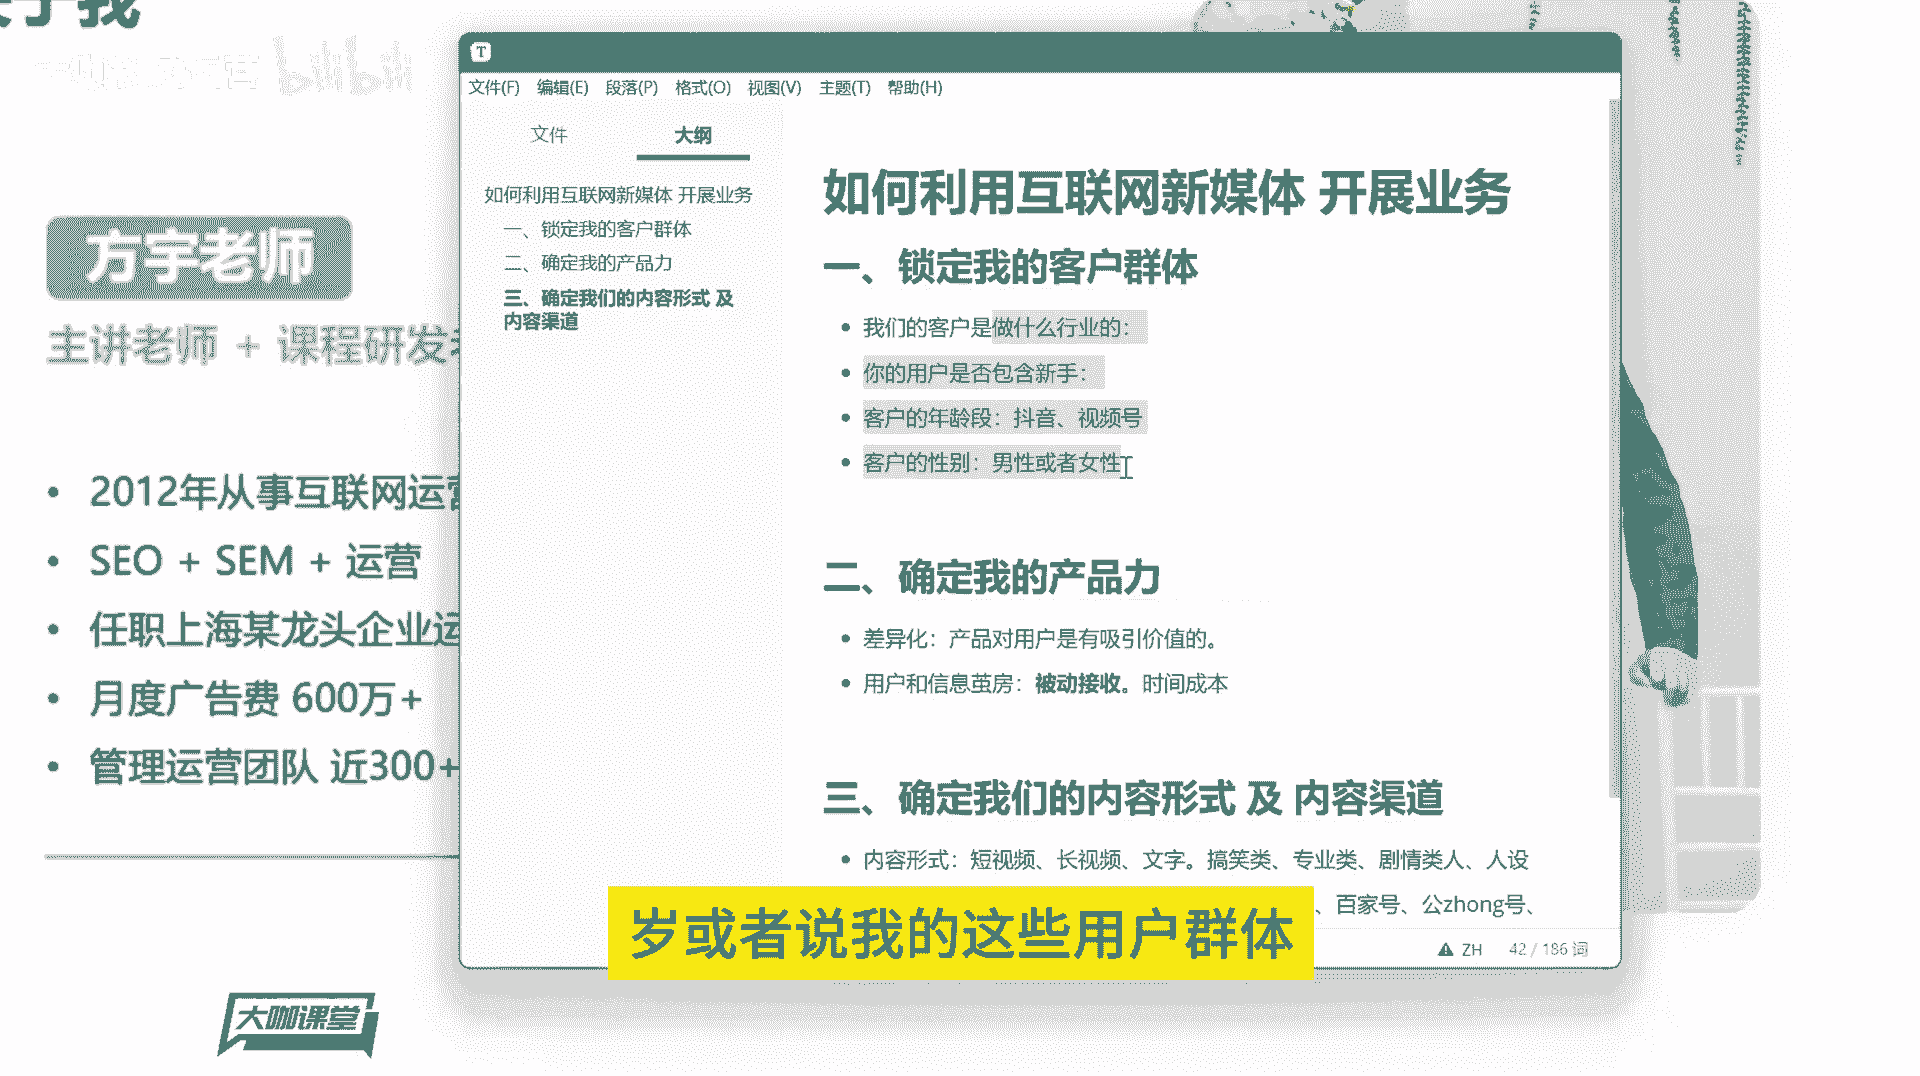 于我
bilibili
方宇老师
主讲老师 + 课程研发
2012年从事互联网运营
SEO + SEM + 运营
任职上海某龙头企业运
月度广告费 600万+
管理运营团队 近300+
大咖课堂
T
文件(F) 编辑(E) 段落(P) 格式(O) 视图(V) 主题(T) 帮助(H)
文件 大纲
如何利用互联网新媒体 开展业务
一、锁定我的客户群体
二、确定我的产品力
三、确定我们的内容形式 及
内容渠道
如何利用互联网新媒体 开展业务
一、锁定我的客户群体
我们的客户是做什么行业的：
你的用户是否包含新手：
客户的年龄段：抖音、视频号
客户的性别：男性或者女性
二、确定我的产品力
差异化：产品对用户是有吸引价值的。
用户和信息茧房：被动接收。时间成本
三、确定我们的内容形式 及 内容渠道
内容形式：短视频、长视频、文字。搞笑类、专业类、剧情类人、人设
、百家号、公zhong号、
岁或者说我的这些用户群体
ZH 42 / 186 词